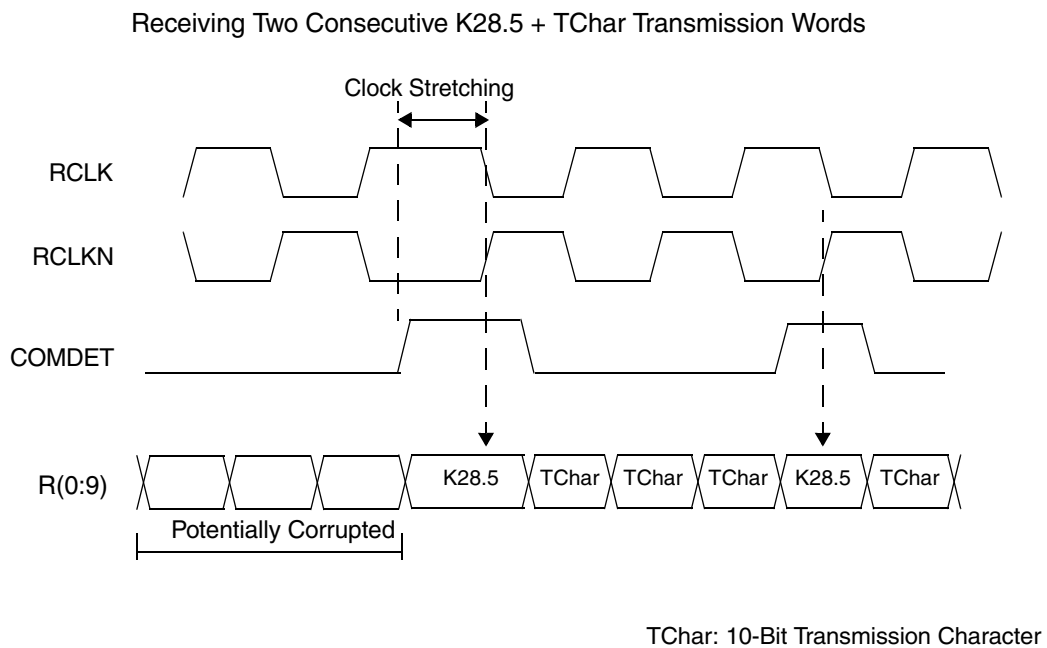 Receiving Two Consecutive K28.5 + TChar Transmission Words
Clock Stretching
RCLK
RCLKN
COMDET
R(0:9)
K28.5 TChar TChar TChar K28.5 TChar
Potentially Corrupted
TChar: 10-Bit Transmission Character